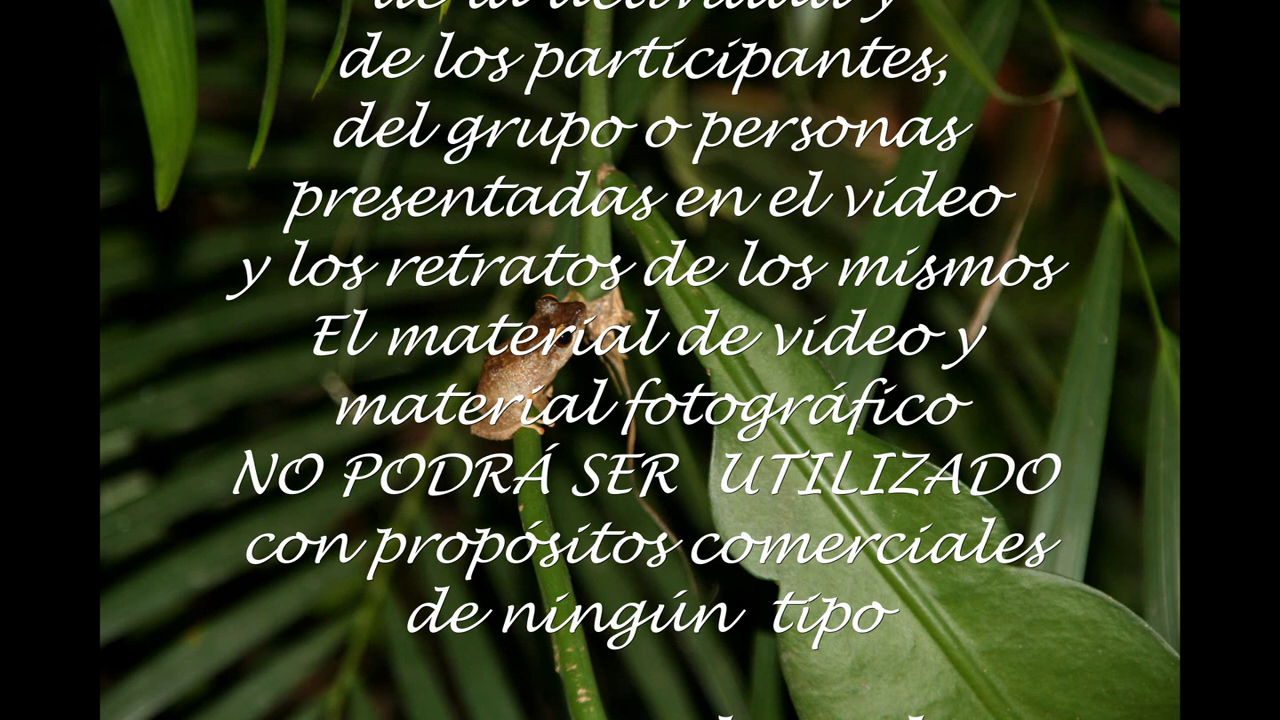 de los participantes,
del grupo o personas
presentadas en el video
y los retratos de los mismos
El material de video y
material fotográfico
NO PODRÁ SER UTILIZADO
con propósitos comerciales
de ningún tipo